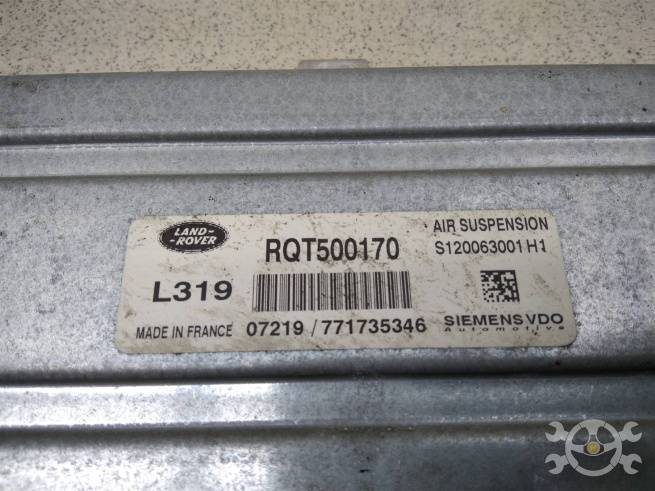 LAND-
-ROVER
RQT500170
AIR SUSPENSION
S120063001 H1
L319
MADE IN FRANCE
07219 / 771735346
SIEMENS VDO
Automotive